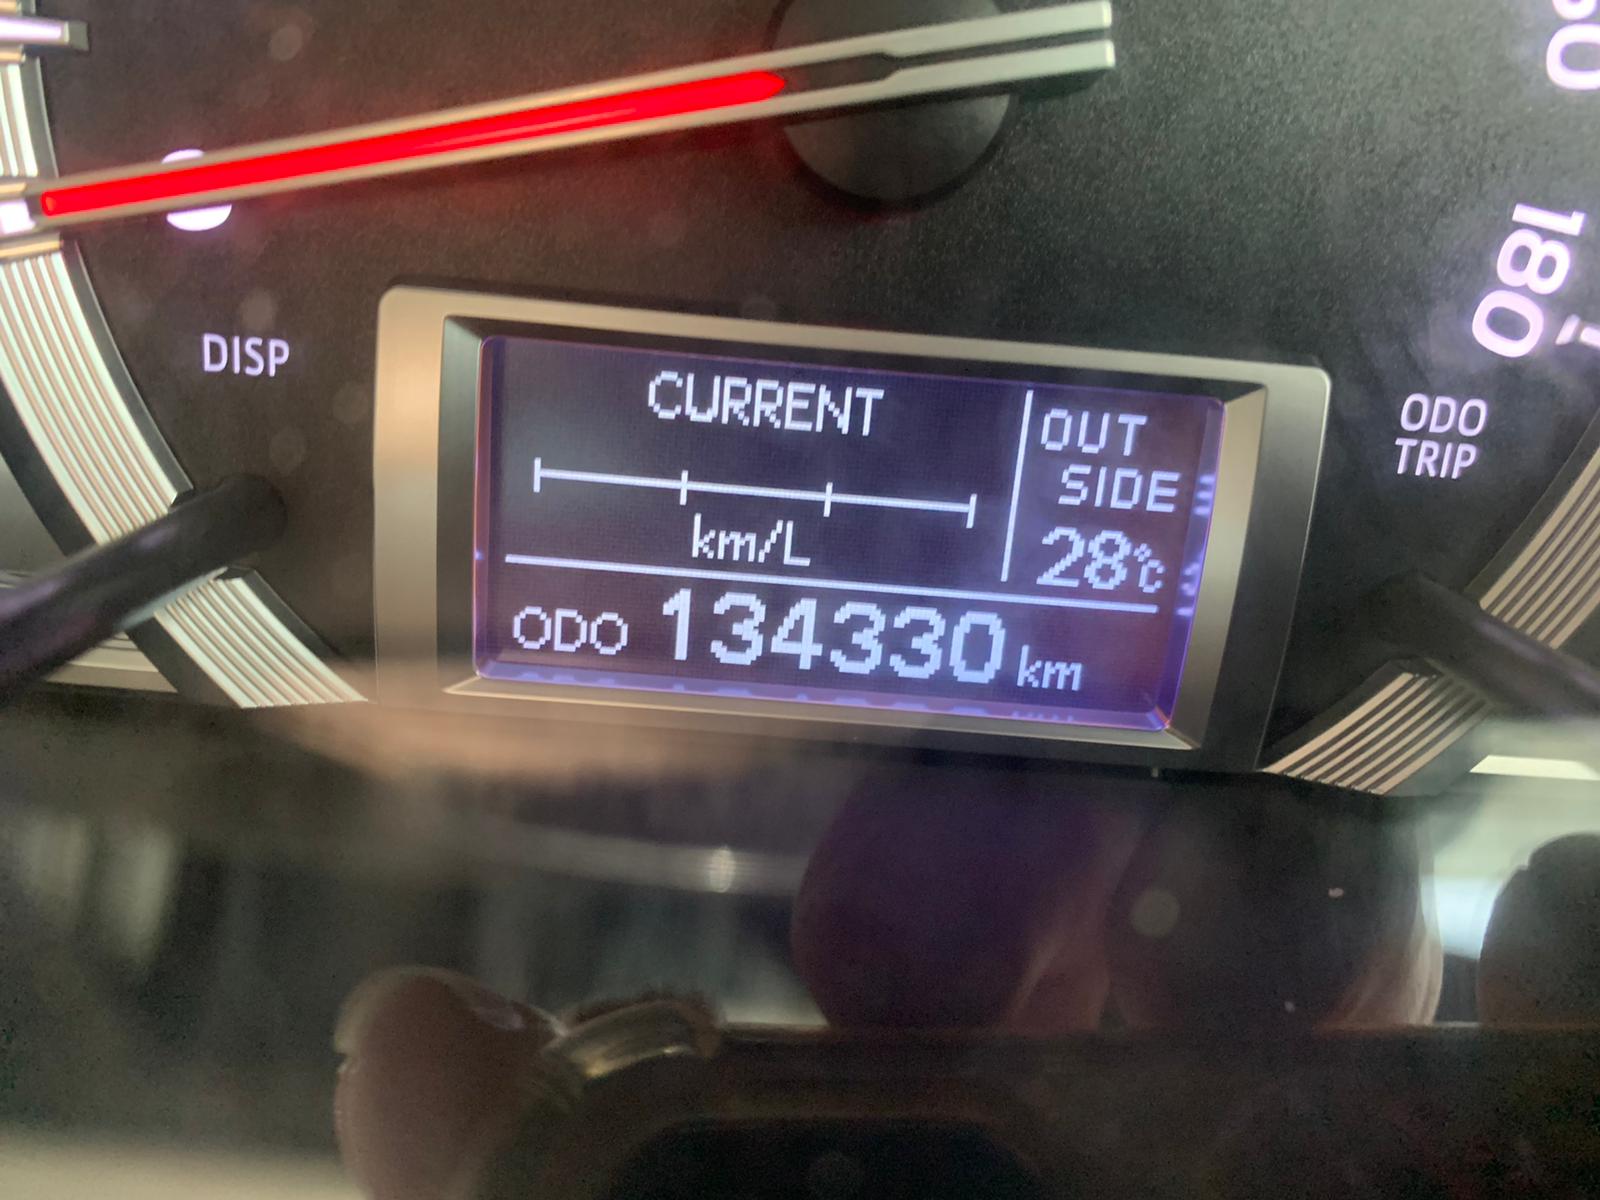 DISP
CURRENT
km/L
OUT
SIDE
28°C
ODO 134330 km
ODO
TRIP
180